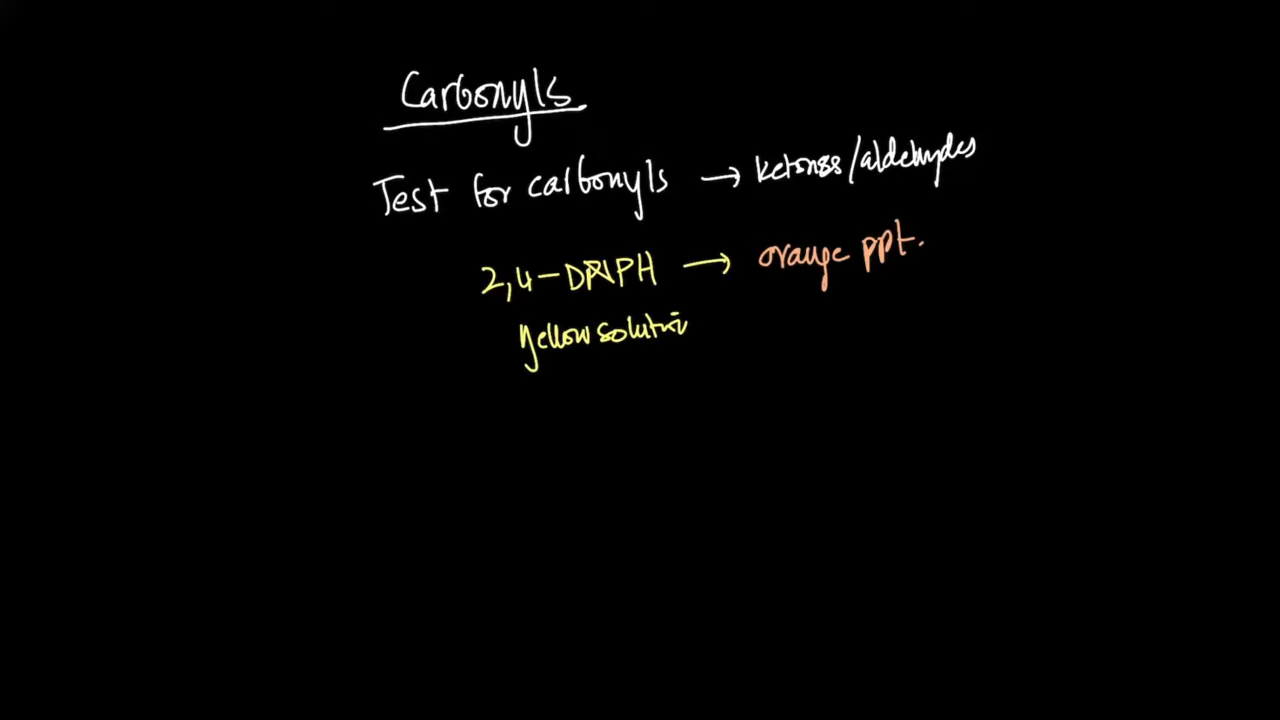 Carbonyls
Test for carbonyls → ketones/aldehydes
2,4-DNPH → orange ppt.
yellow solution